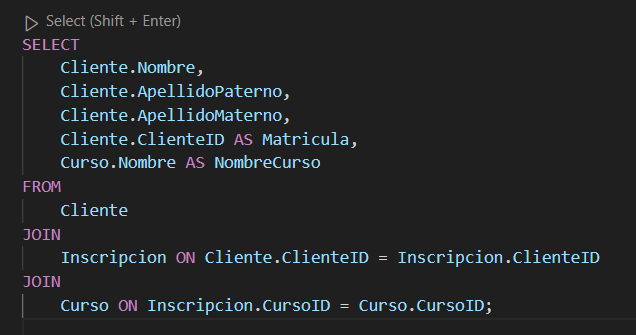 Select (Shift + Enter)
SELECT
    Cliente.Nombre,
    Cliente.ApellidoPaterno,
    Cliente.ApellidoMaterno,
    Cliente.ClienteID AS Matricula,
    Curso.Nombre AS NombreCurso
FROM
    Cliente
JOIN
    Inscripcion ON Cliente.ClienteID = Inscripcion.ClienteID
JOIN
    Curso ON Inscripcion.CursoID = Curso.CursoID;